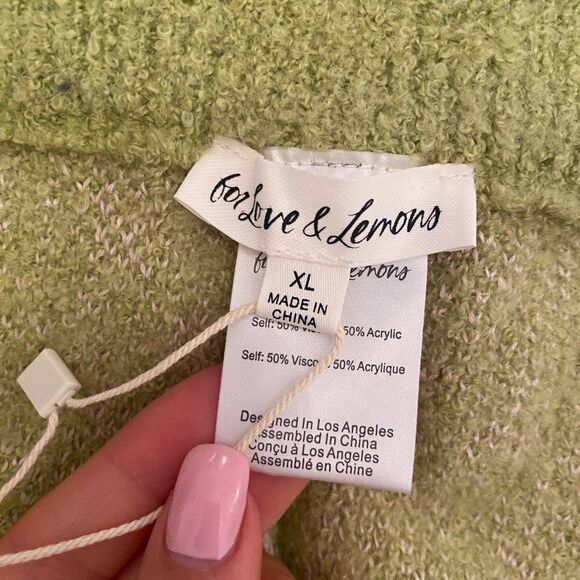 for Love & Lemons
XL
MADE IN
CHINA
Lemons
Self: 50% 50% Acrylic
Self: 50% Visco 50% Acrylique
Designed In Los Angeles
Assembled In China
Conçu à Los Angeles
Assemblé en Chine